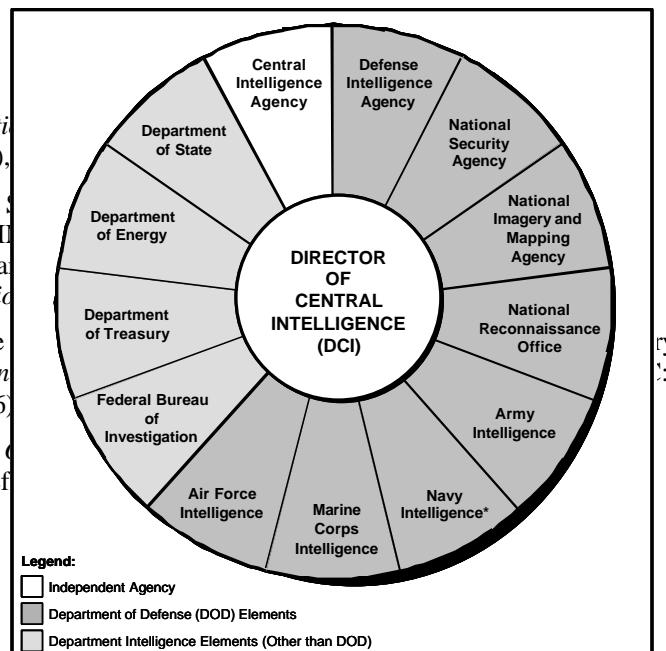 Central
Intelligence
Agency
Defense
Intelligence
Agency
National
Security
Agency
National
Imagery and
Mapping
Agency
National
Reconnaissance
Office
Army
Intelligence
Navy
Intelligence*
Marine
Corps
Intelligence
Air Force
Intelligence
Federal Bureau
of
Investigation
Department
of Treasury
Department
of Energy
Department
of State
DIRECTOR
OF
CENTRAL
INTELLIGENCE
(DCI)
Legend:
Independent Agency
Department of Defense (DOD) Elements
Department Intelligence Elements (Other than DOD)